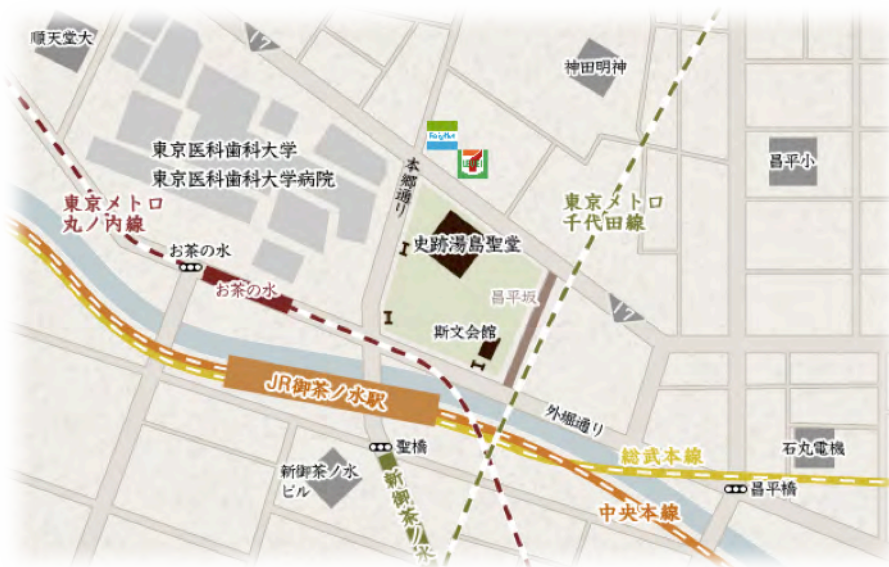 順天堂大
17
神田明神
FamilyMart
7
東京医科歯科大学
東京医科歯科大学病院
本郷通り
昌平小
東京メトロ
丸ノ内線
東京メトロ
千代田線
史跡湯島聖堂
お茶の水
お茶の水
昌平坂
17
斯文会館
JR御茶ノ水駅
外堀通り
聖橋
総武本線
石丸電機
新御茶ノ水
ビル
新御茶ノ水
昌平橋
中央本線